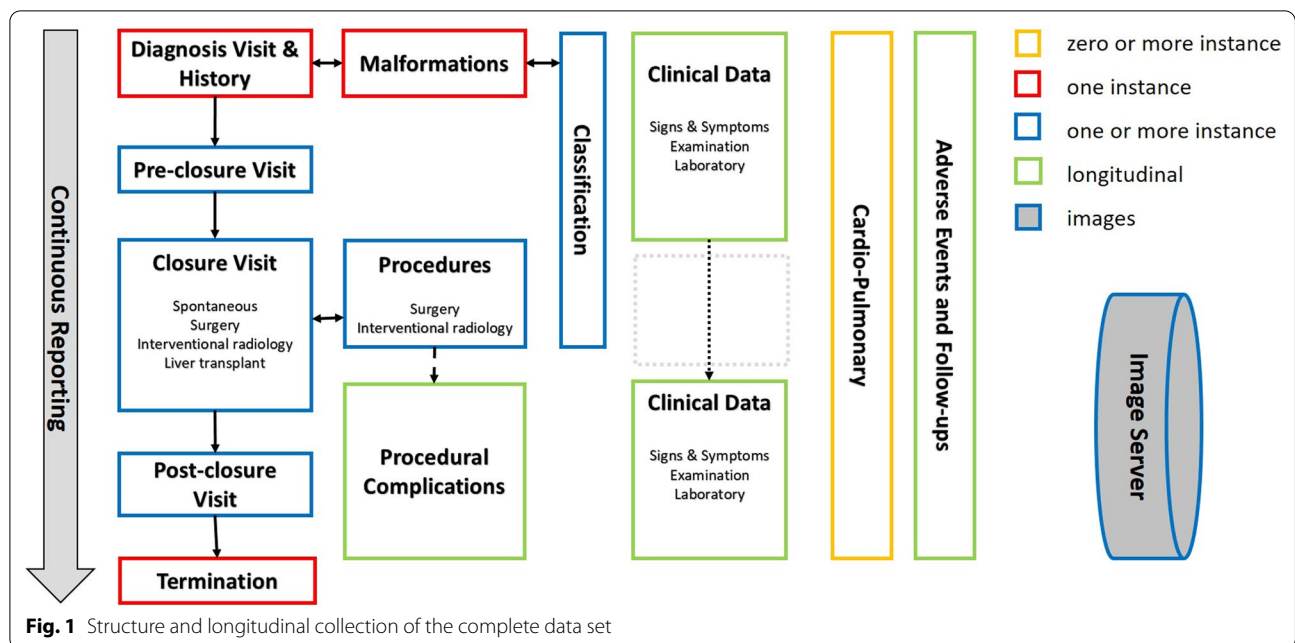 Continuous Reporting
Diagnosis Visit &
History
Malformations
Classification
Pre-closure Visit
Closure Visit
Spontaneous
Surgery
Interventional radiology
Liver transplant
Procedures
Surgery
Interventional radiology
Procedural
Complications
Post-closure
Visit
Termination
Clinical Data
Signs & Symptoms
Examination
Laboratory
Clinical Data
Signs & Symptoms
Examination
Laboratory
Cardio-Pulmonary
Adverse Events and Follow-ups
zero or more instance
one instance
one or more instance
longitudinal
images
Image Server
Fig. 1 Structure and longitudinal collection of the complete data set